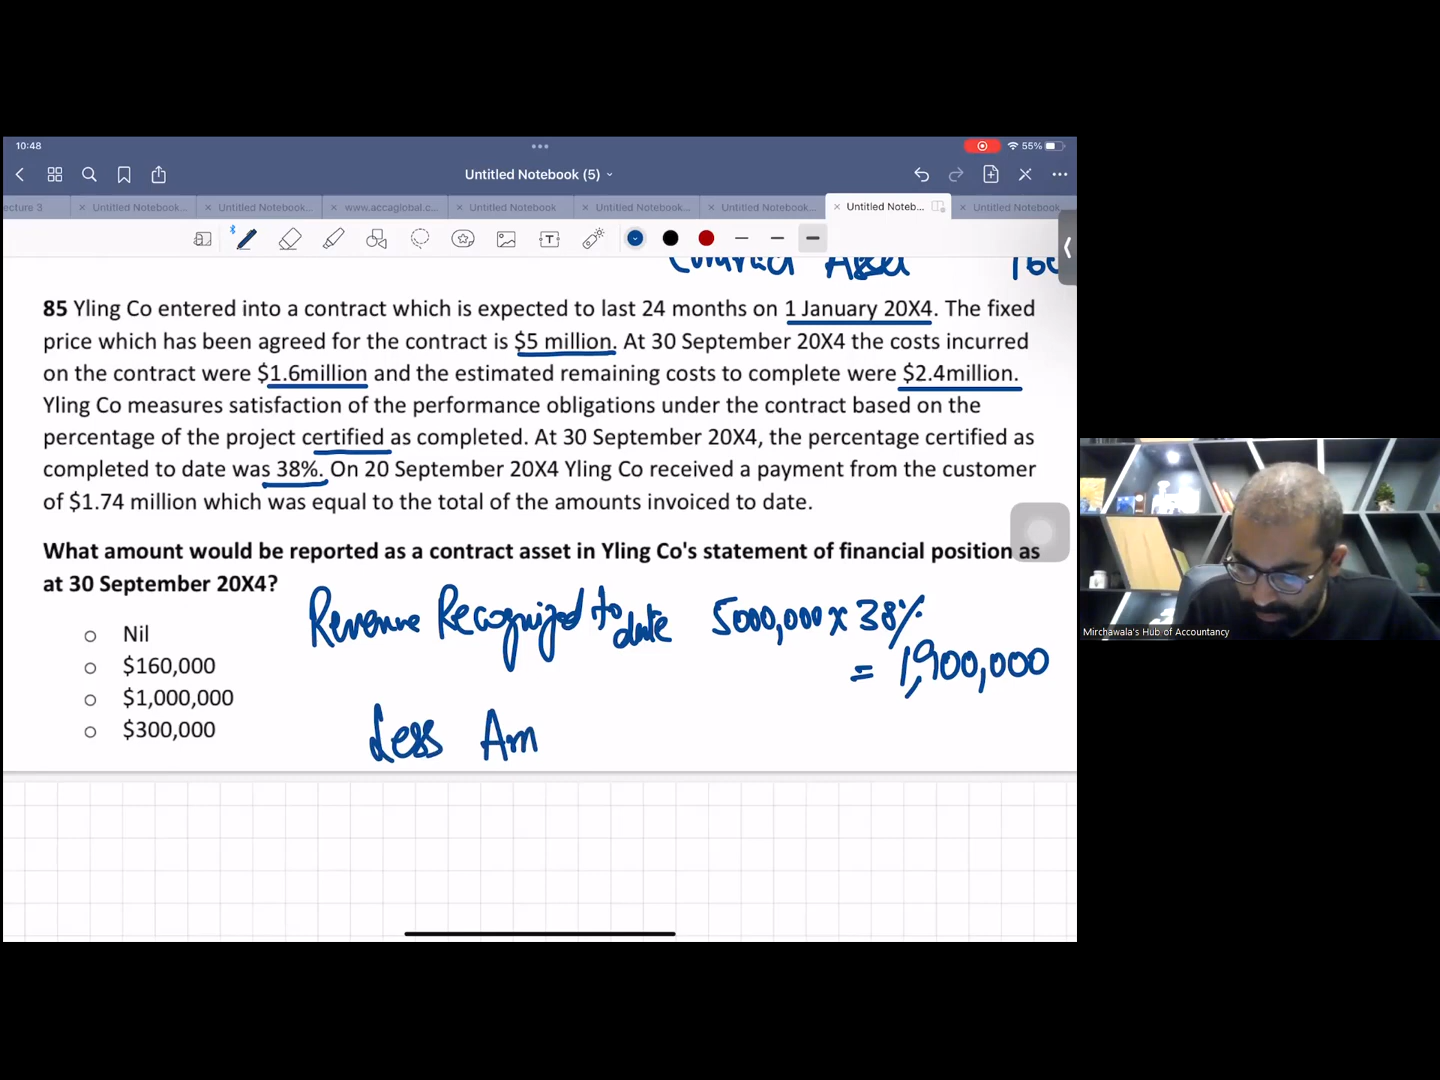 10:48
55%
Untitled Notebook (5)
ecture 3
Untitled Notebook...
Untitled Notebook...
www.accaglobal.c...
Untitled Notebook
Untitled Notebook...
Untitled Notebook...
Untitled Noteb...
Untitled Notebook
Contract Asset 160
85 Yling Co entered into a contract which is expected to last 24 months on 1 January 20X4. The fixed
price which has been agreed for the contract is $5 million. At 30 September 20X4 the costs incurred
on the contract were $1.6million and the estimated remaining costs to complete were $2.4million.
Yling Co measures satisfaction of the performance obligations under the contract based on the
percentage of the project certified as completed. At 30 September 20X4, the percentage certified as
completed to date was 38%. On 20 September 20X4 Yling Co received a payment from the customer
of $1.74 million which was equal to the total of the amounts invoiced to date.
What amount would be reported as a contract asset in Yling Co's statement of financial position as
at 30 September 20X4?
Revenue Recognized to date 5000,000 x 38%
= 1,900,000
Nil
$160,000
$1,000,000
$300,000
Less Am
Mirchawala's Hub of Accountancy